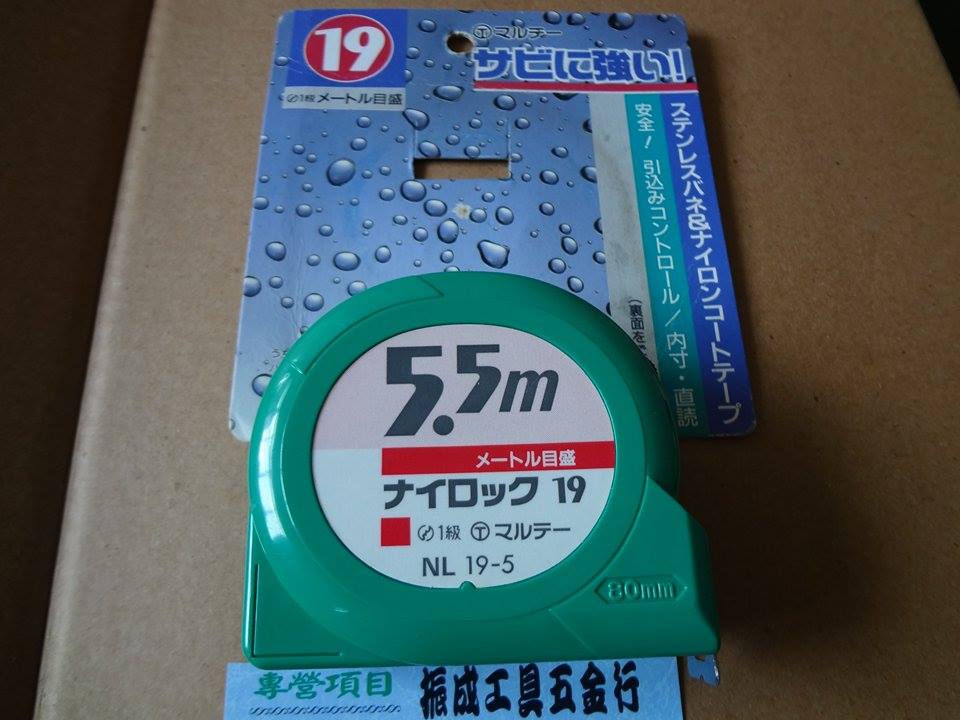 19
Ⓣマルテー
サビに強い!
〄1級メートル目盛
ステンレスバネ&ナイロンコートテープ
安全! 引込みコントロール/内寸・直読
(裏面を
5.5m
メートル目盛
ナイロック 19
〄1級 Ⓣマルテー
NL 19-5
80mm
專營項目 振成工具五金行